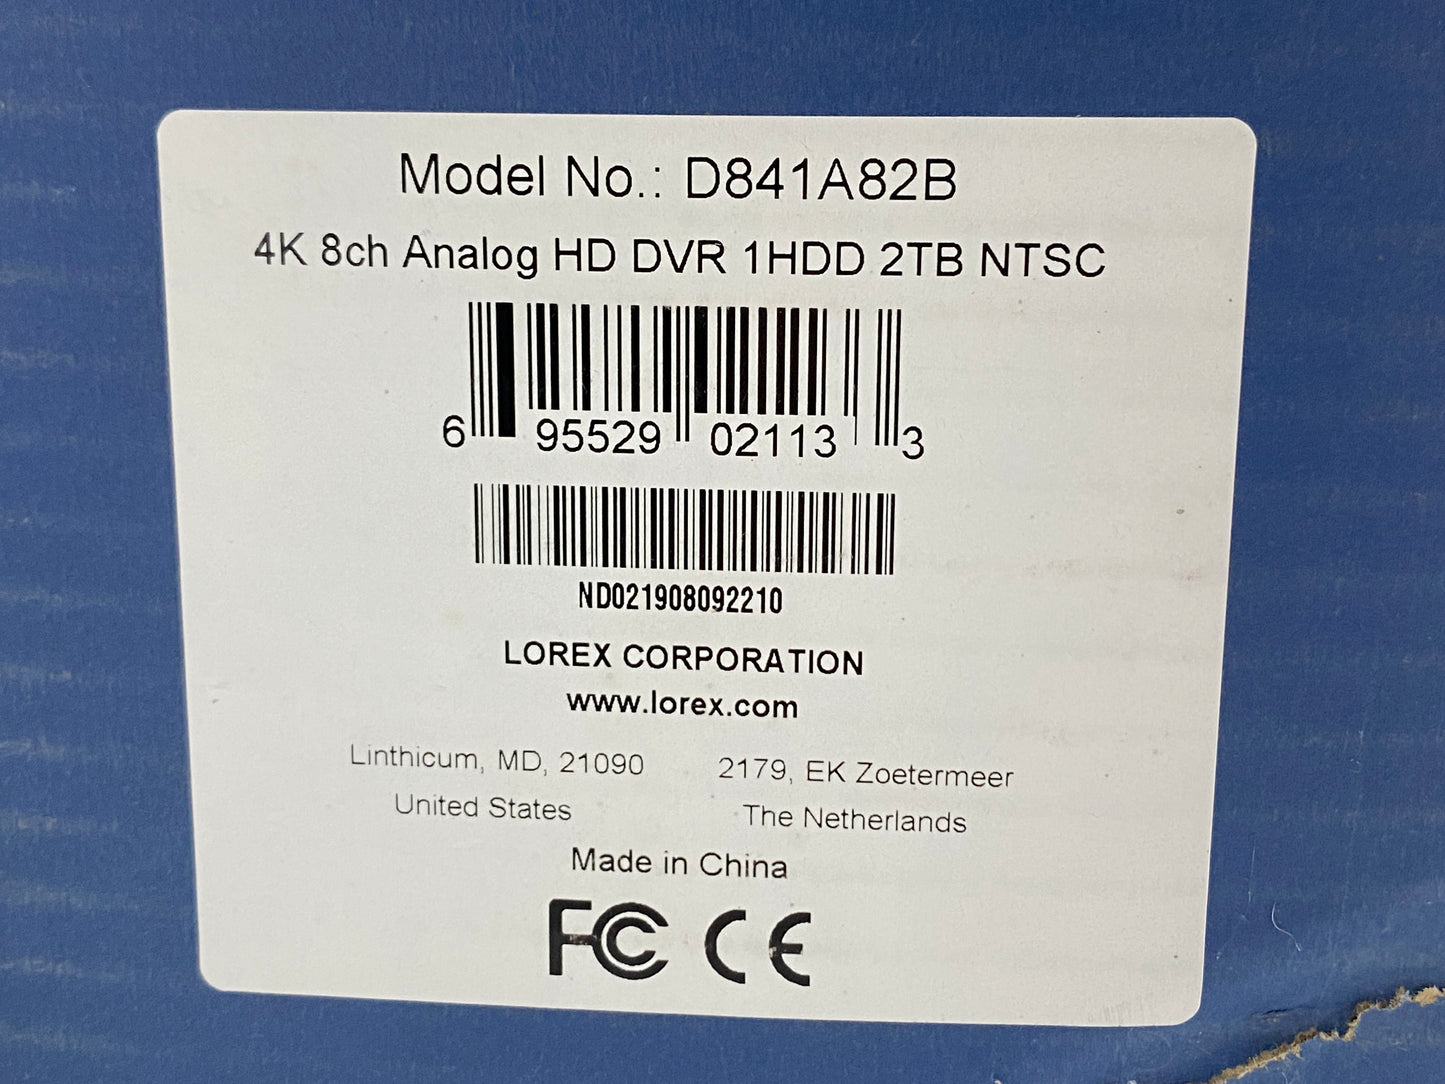 Model No.: D841A82B
4K 8ch Analog HD DVR 1HDD 2TB NTSC
6 95529 02113 3
ND021908092210
LOREX CORPORATION
www.lorex.com
Linthicum, MD, 21090 2179, EK Zoetermeer
United States The Netherlands
Made in China
FC CE